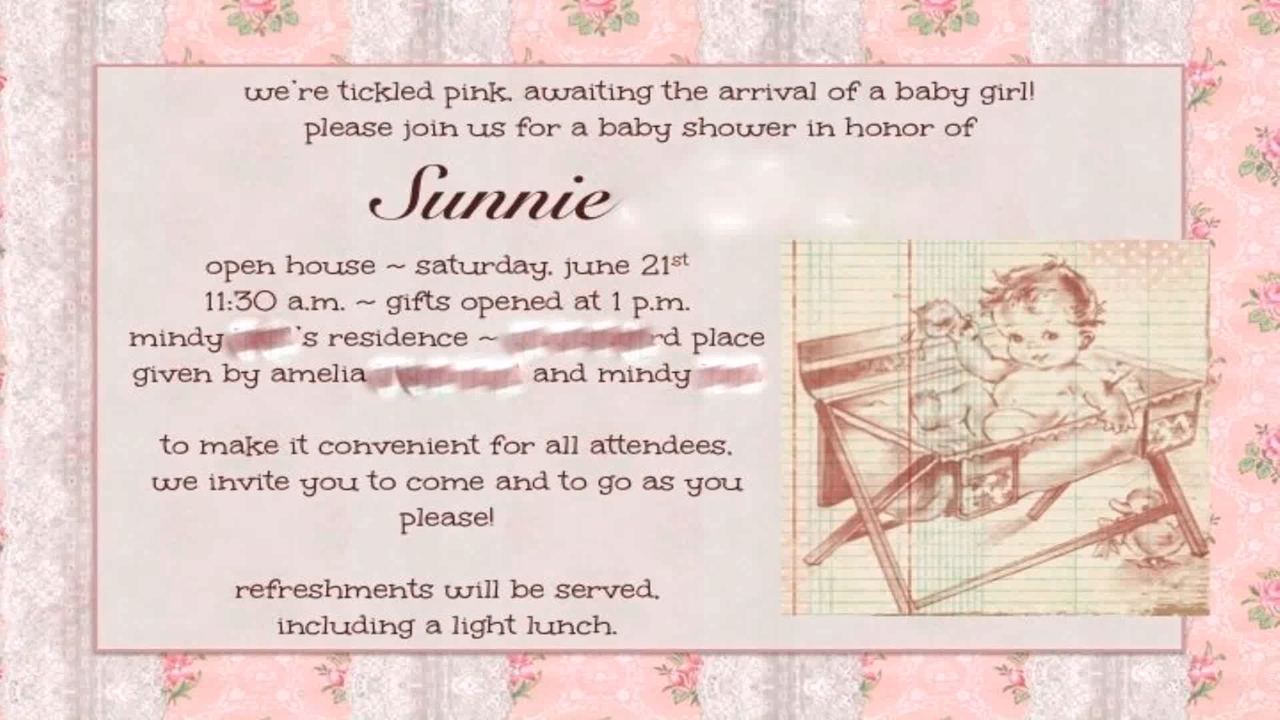 we're tickled pink, awaiting the arrival of a baby girl!
please join us for a baby shower in honor of
Sunnie
open house ~ saturday, june 21st
11:30 a.m. ~ gifts opened at 1 p.m.
mindy 's residence ~ rd place
given by amelia and mindy
to make it convenient for all attendees,
we invite you to come and to go as you
please!
refreshments will be served,
including a light lunch.